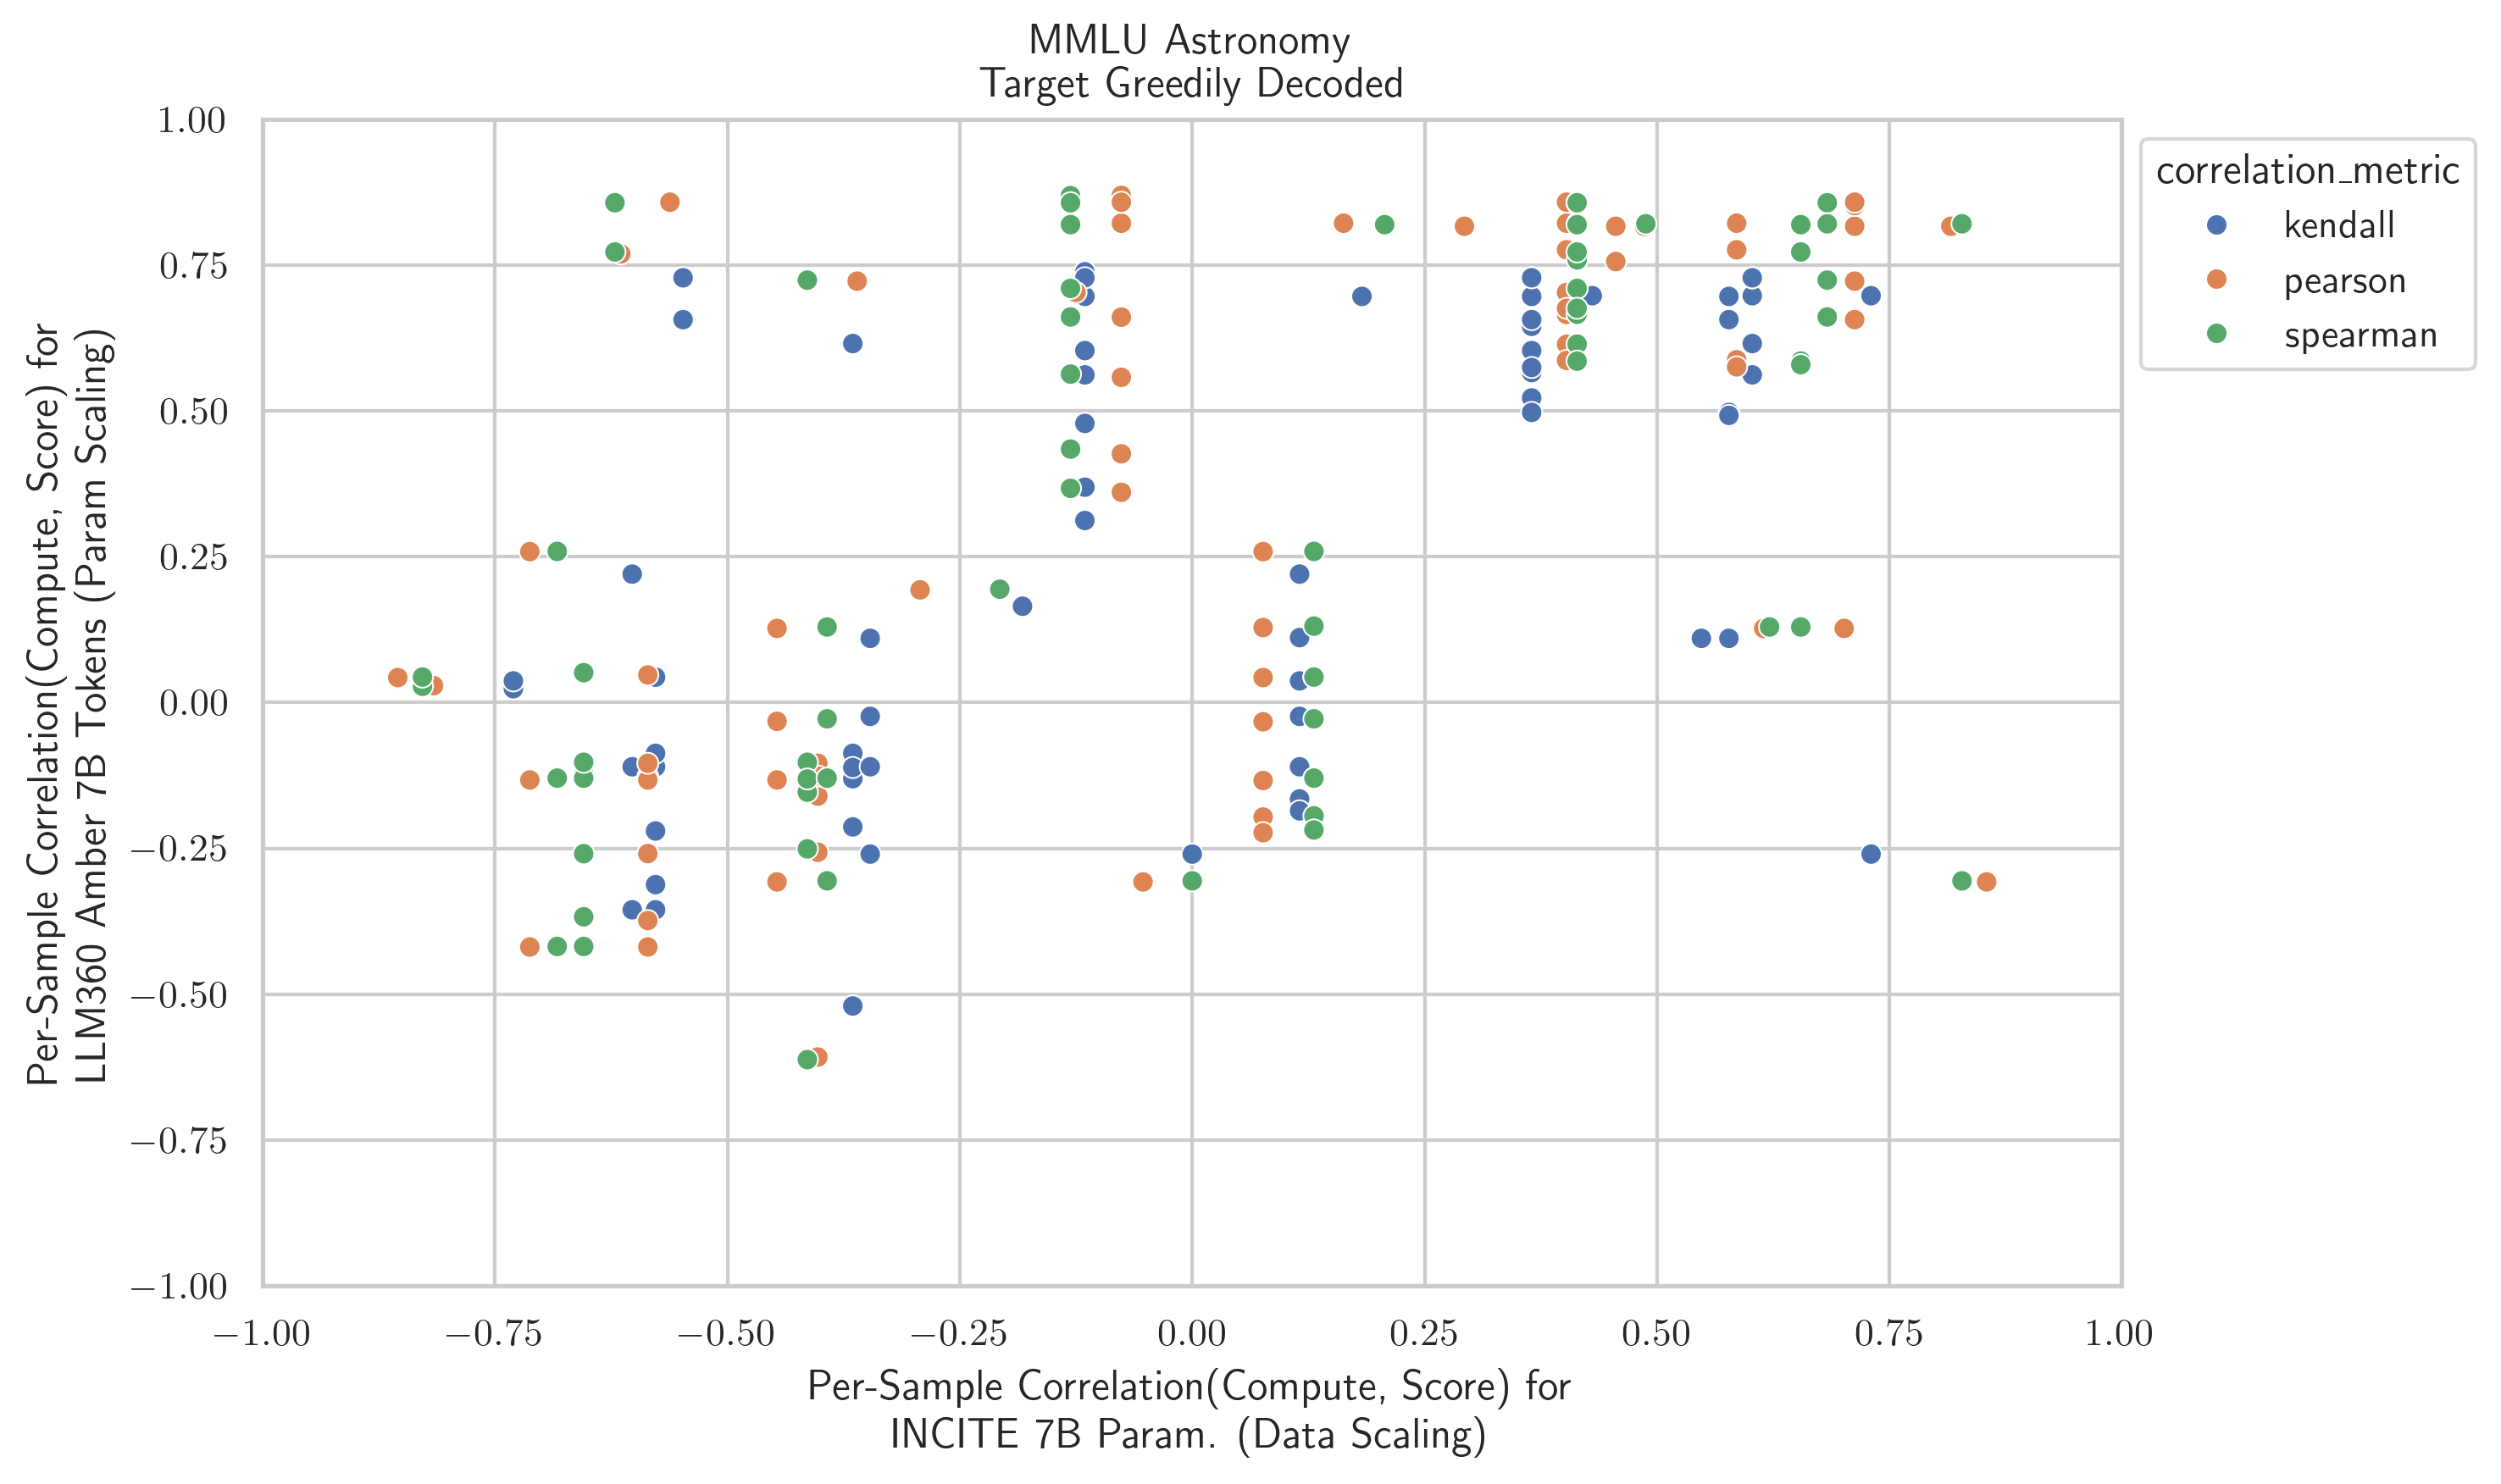 MMLU Astronomy
Target Greedily Decoded
Per-Sample Correlation(Compute, Score) for
LLM360 Amber 7B Tokens (Param Scaling)
1.00
0.75
0.50
0.25
0.00
−0.25
−0.50
−0.75
−1.00
correlation_metric
kendall
pearson
spearman
−1.00 −0.75 −0.50 −0.25 0.00 0.25 0.50 0.75 1.00
Per-Sample Correlation(Compute, Score) for
INCITE 7B Param. (Data Scaling)